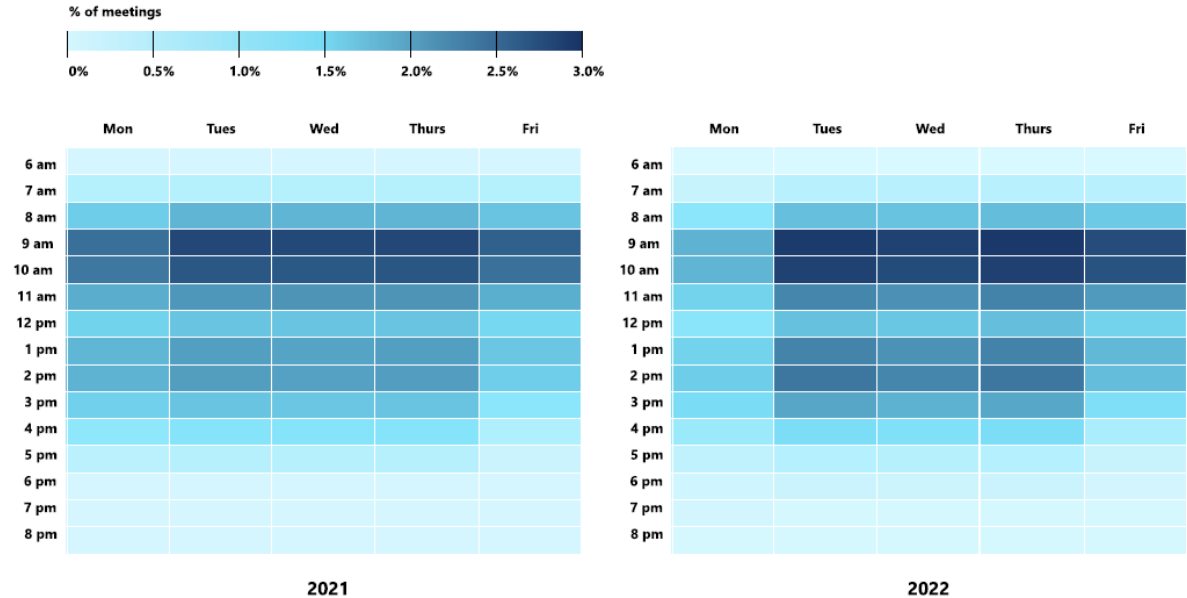 % of meetings
0% 0.5% 1.0% 1.5% 2.0% 2.5% 3.0%
Mon Tues Wed Thurs Fri
6 am
7 am
8 am
9 am
10 am
11 am
12 pm
1 pm
2 pm
3 pm
4 pm
5 pm
6 pm
7 pm
8 pm
2021
Mon Tues Wed Thurs Fri
6 am
7 am
8 am
9 am
10 am
11 am
12 pm
1 pm
2 pm
3 pm
4 pm
5 pm
6 pm
7 pm
8 pm
2022